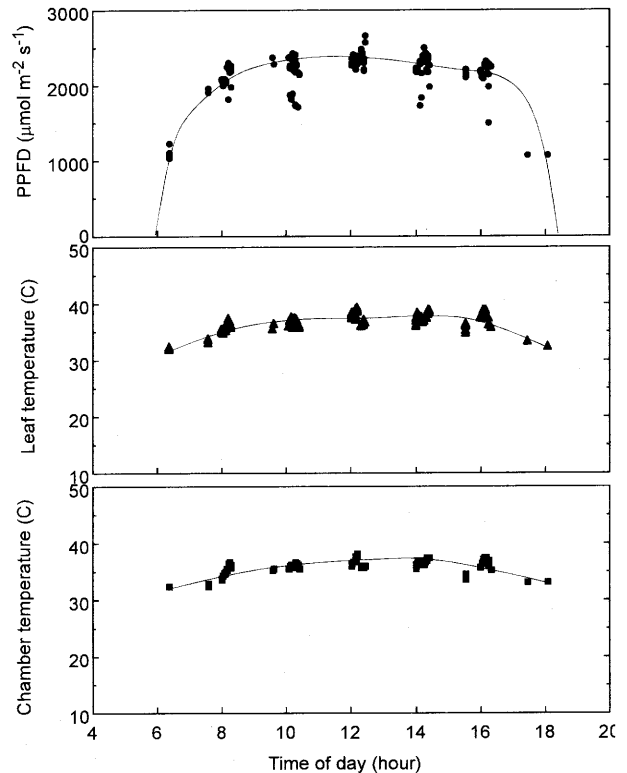 3000
2000
1000
0
PPFD (μmol m-2 s-1)
50
40
30
20
10
Leaf temperature (C)
50
40
30
20
10
Chamber temperature (C)
4 6 8 10 12 14 16 18 20
Time of day (hour)